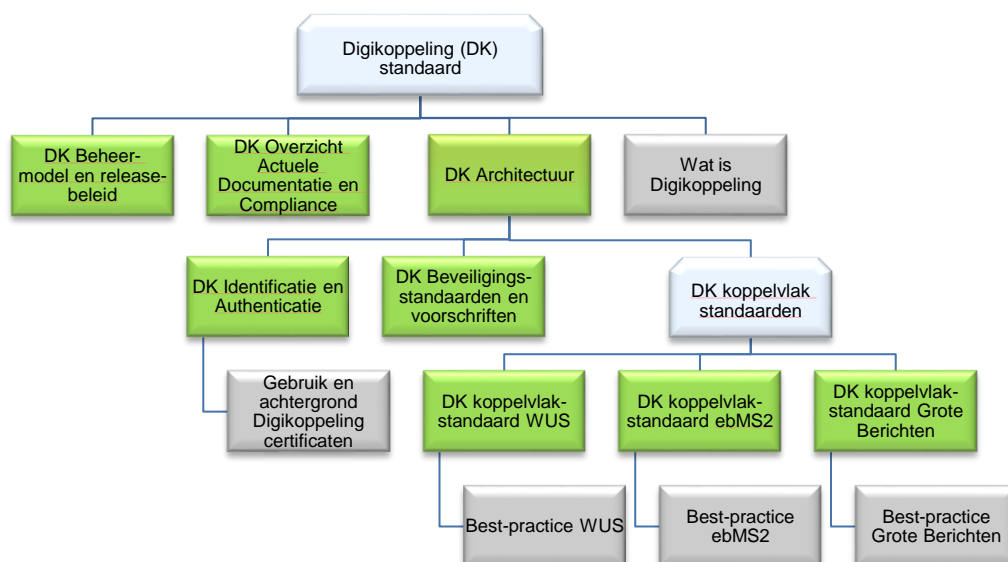 Digikoppeling (DK)
standaard
DK Beheer-
model en release-
beleid
DK Overzicht
Actuele
Documentatie en
Compliance
DK Architectuur
Wat is
Digikoppeling
DK Identificatie en
Authenticatie
DK Beveiligings-
standaarden en
voorschriften
DK koppelvlak
standaarden
Gebruik en
achtergrond
Digikoppeling
certificaten
DK koppelvlak-
standaard WUS
DK koppelvlak-
standaard ebMS2
DK koppelvlak-
standaard Grote
Berichten
Best-practice WUS
Best-practice
ebMS2
Best-practice
Grote Berichten